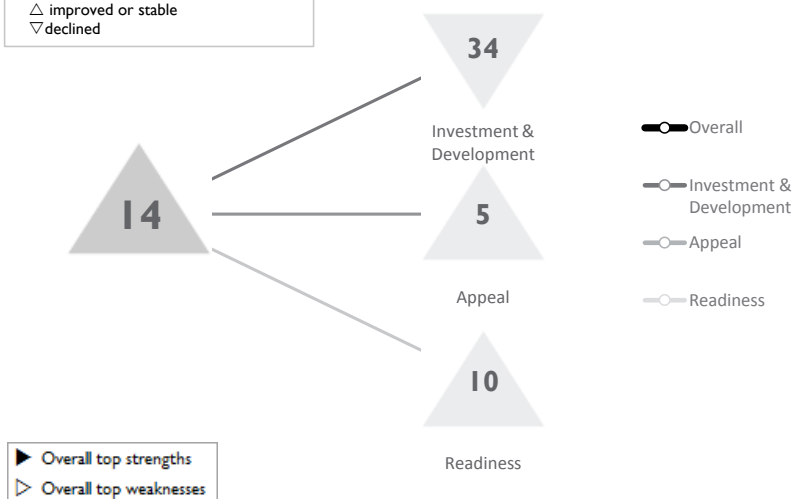 △ improved or stable
▽ declined
34
Investment &
Development
14
5
Appeal
10
Readiness
Overall
Investment &
Development
Appeal
Readiness
▶ Overall top strengths
▷ Overall top weaknesses